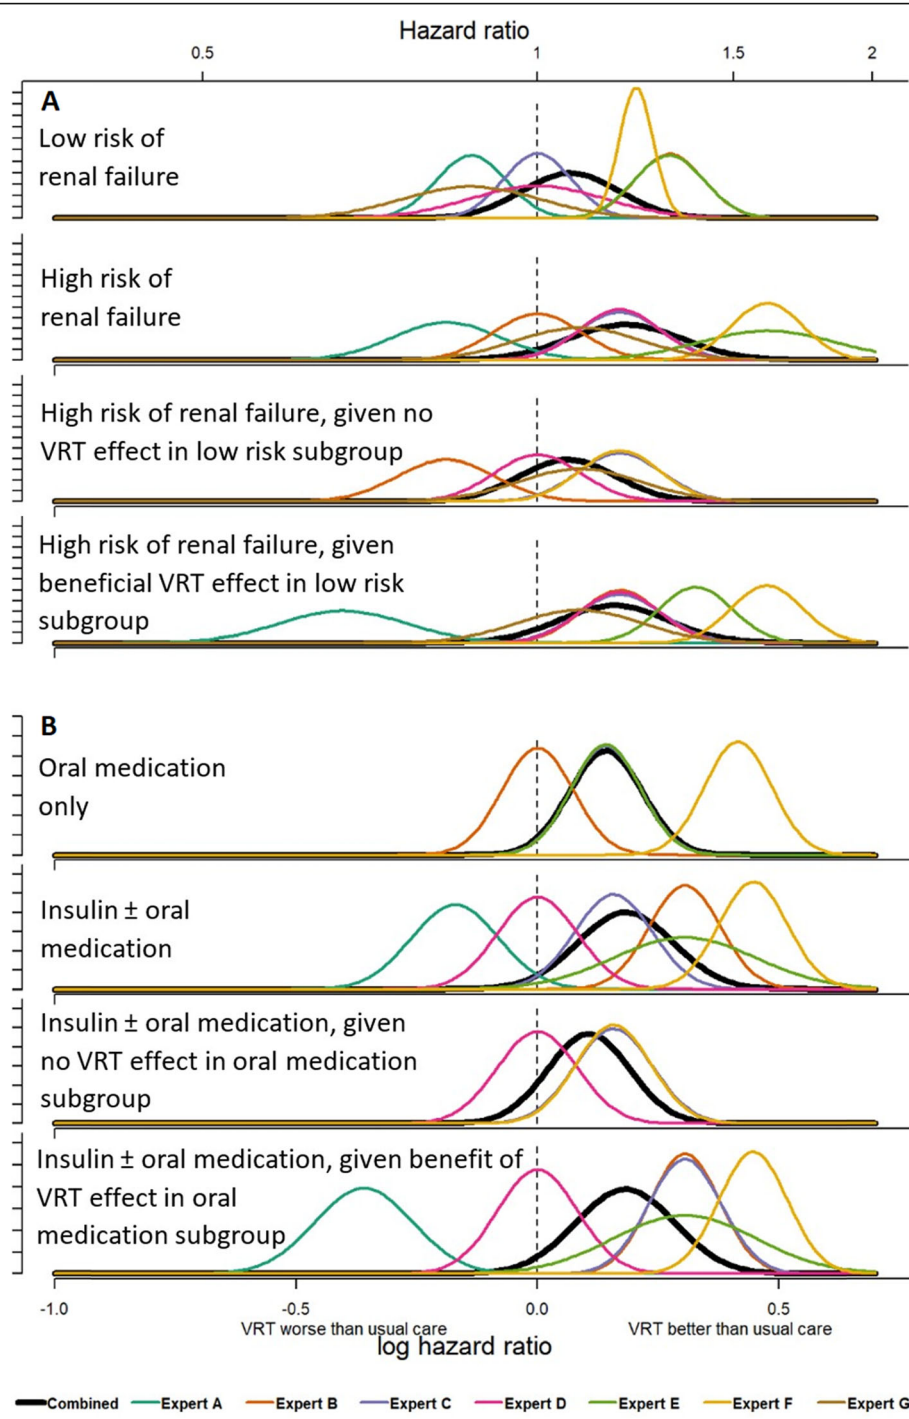 Hazard ratio
0.5 1 1.5 2
A
Low risk of
renal failure
High risk of
renal failure
High risk of renal failure, given no
VRT effect in low risk subgroup
High risk of renal failure, given
beneficial VRT effect in low risk
subgroup
B
Oral medication
only
Insulin ± oral
medication
Insulin ± oral medication, given
no VRT effect in oral medication
subgroup
Insulin ± oral medication, given benefit of
VRT effect in oral
medication subgroup
-1.0 -0.5 0.0 0.5
VRT worse than usual care VRT better than usual care
log hazard ratio
Combined Expert A Expert B Expert C Expert D Expert E Expert F Expert G